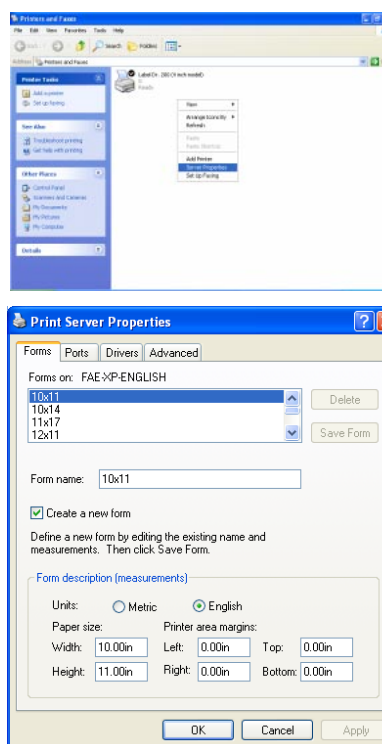 Printers and Faxes
File Edit View Favorites Tools Help
Back Search Folders
Address Printers and Faxes
Printer Tasks
Add a printer
Set up faxing
See Also
Troubleshoot printing
Get help with printing
Other Places
Control Panel
Scanners and Cameras
My Documents
My Pictures
My Computer
Details
0
Ready
View
Arrange Icons By
Refresh
Paste
Paste Shortcut
Add Printer
Server Properties
Set Up Faxing
Print Server Properties
Forms Ports Drivers Advanced
Forms on: FAE-XP-ENGLISH
10x11
10x14
11x17
12x11
Delete
Save Form
Form name: 10x11
Create a new form
Define a new form by editing the existing name and
measurements. Then click Save Form.
Form description (measurements)
Units: Metric English
Paper size: Printer area margins:
Width: 10.00in Left: 0.00in Top: 0.00in
Height: 11.00in Right: 0.00in Bottom: 0.00in
OK Cancel Apply